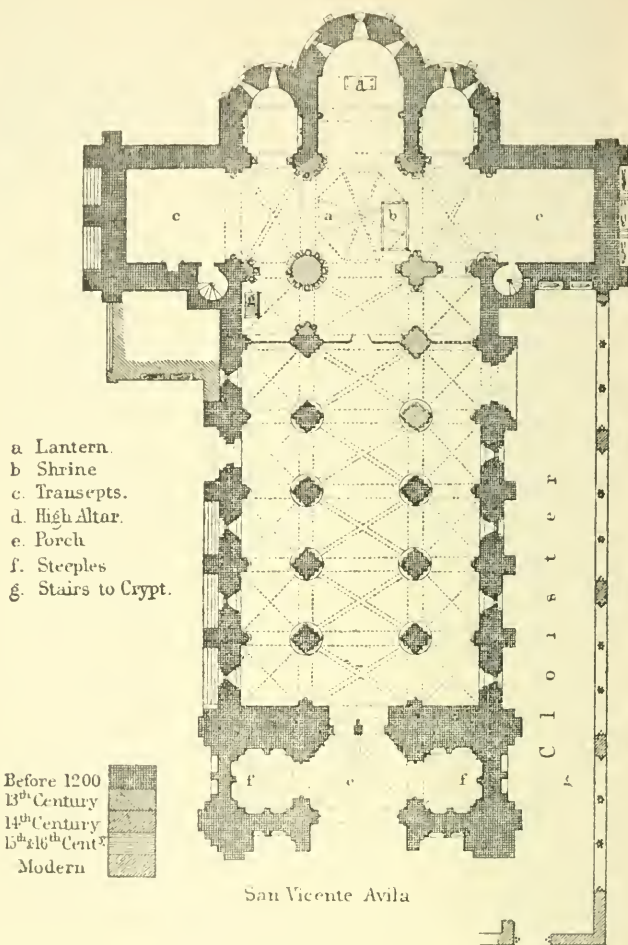 d
c a b c
g
a Lantern.
b Shrine
c. Transepts.
d. High Altar.
e. Porch
f. Steeples
g. Stairs to Crypt.
Cloister
Before 1200
13th Century
14th Century
15th & 16th Centy
Modern
f e f g
San Vicente Avila